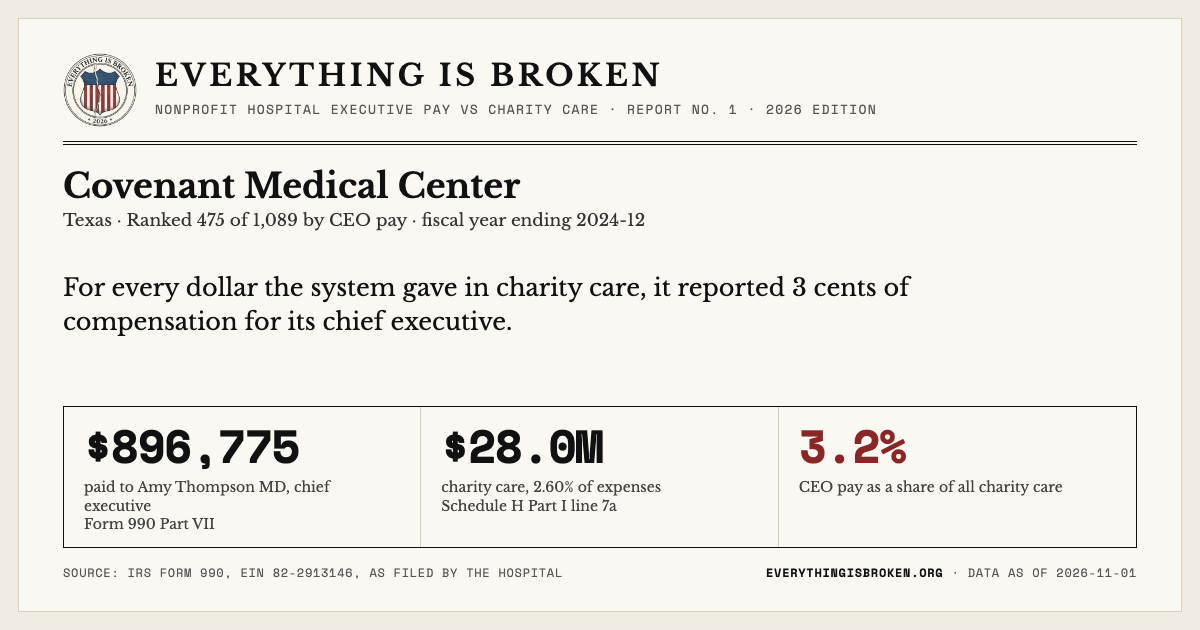 EVERYTHING IS BROKEN
· 2026 ·
EVERYTHING IS BROKEN
NONPROFIT HOSPITAL EXECUTIVE PAY VS CHARITY CARE · REPORT NO. 1 · 2026 EDITION
Covenant Medical Center
Texas · Ranked 475 of 1,089 by CEO pay · fiscal year ending 2024-12
For every dollar the system gave in charity care, it reported 3 cents of
compensation for its chief executive.
$896,775
paid to Amy Thompson MD, chief
executive
Form 990 Part VII
$28.0M
charity care, 2.60% of expenses
Schedule H Part I line 7a
3.2%
CEO pay as a share of all charity care
SOURCE: IRS FORM 990, EIN 82-2913146, AS FILED BY THE HOSPITAL
EVERYTHINGISBROKEN.ORG · DATA AS OF 2026-11-01